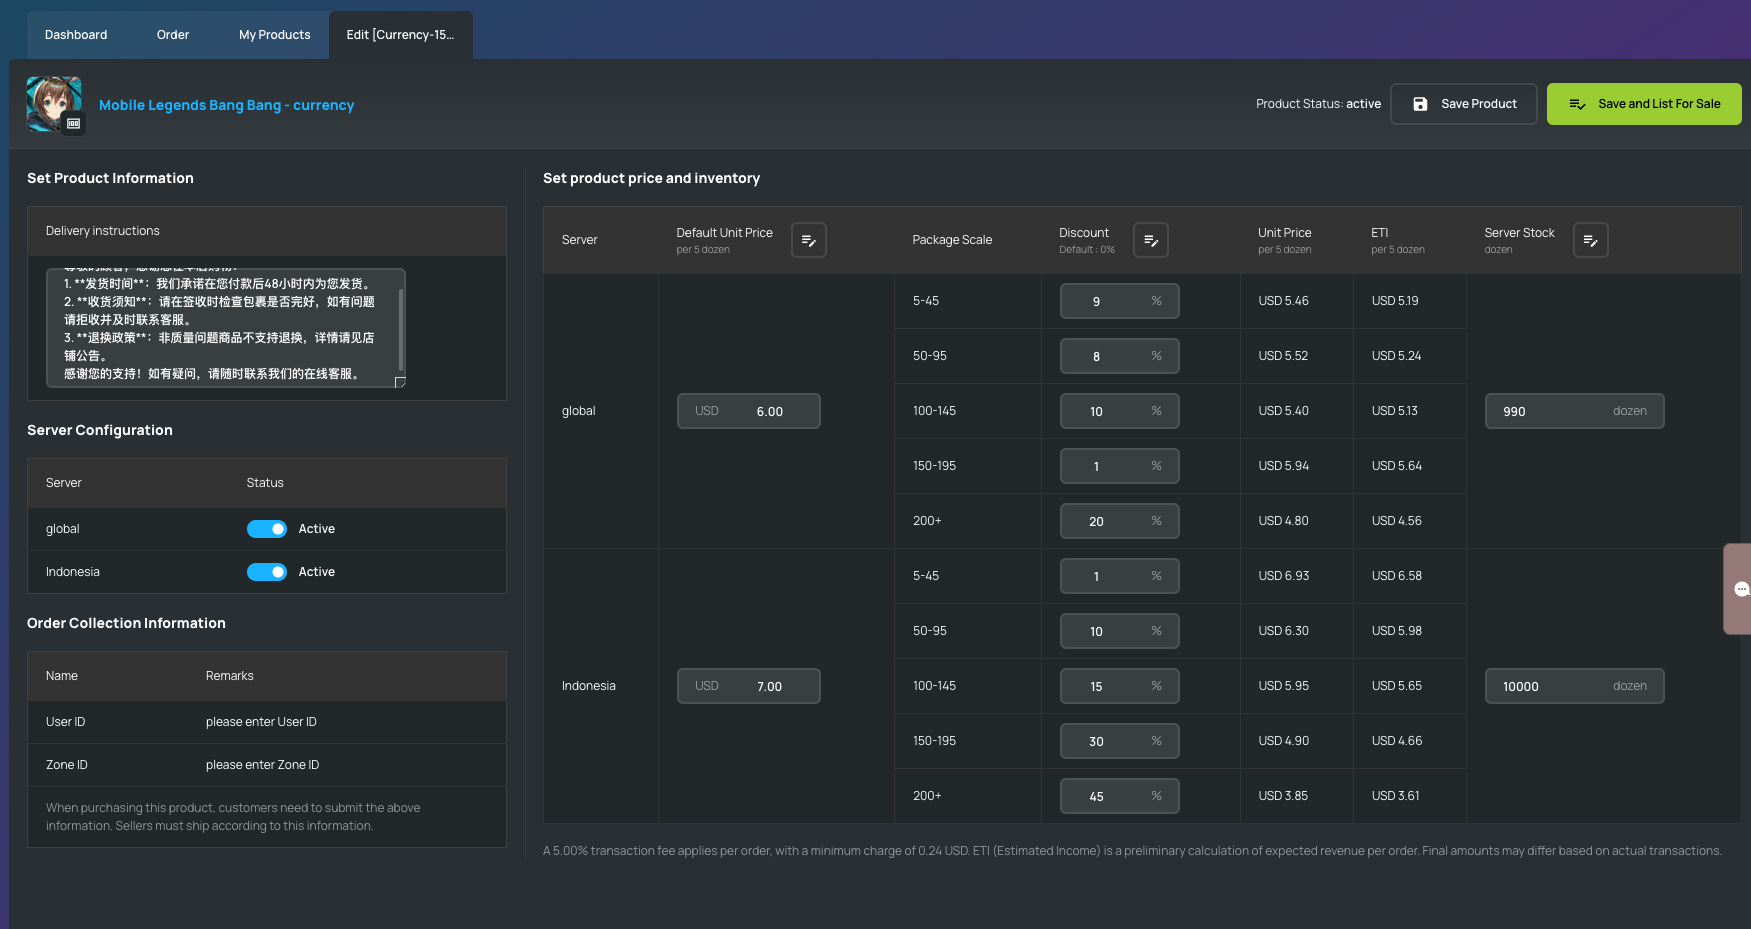 Dashboard
Order
My Products
Edit [Currency-15...
Mobile Legends Bang Bang - currency
Product Status: active
Save Product
Save and List For Sale
Set Product Information
Delivery instructions
1. **发货时间**：我们承诺在您付款后48小时内为您发货。
2. **收货须知**：请在签收时检查包裹是否完好，如有问题
请拒收并及时联系客服。
3. **退换政策**：非质量问题商品不支持退换，详情请见店
铺公告。
感谢您的支持！如有疑问，请随时联系我们的在线客服。
Server Configuration
Server Status
global Active
Indonesia Active
Order Collection Information
Name Remarks
User ID please enter User ID
Zone ID please enter Zone ID
When purchasing this product, customers need to submit the above
information. Sellers must ship according to this information.
Set product price and inventory
Server
Default Unit Price
per 5 dozen
Package Scale
Discount
Default : 0%
Unit Price
per 5 dozen
ETI
per 5 dozen
Server Stock
dozen
global
USD 6.00
5-45 9 % USD 5.46 USD 5.19
50-95 8 % USD 5.52 USD 5.24
100-145 10 % USD 5.40 USD 5.13
150-195 1 % USD 5.94 USD 5.64
200+ 20 % USD 4.80 USD 4.56
990 dozen
Indonesia
USD 7.00
5-45 1 % USD 6.93 USD 6.58
50-95 10 % USD 6.30 USD 5.98
100-145 15 % USD 5.95 USD 5.65
150-195 30 % USD 4.90 USD 4.66
200+ 45 % USD 3.85 USD 3.61
10000 dozen
A 5.00% transaction fee applies per order, with a minimum charge of 0.24 USD. ETI (Estimated Income) is a preliminary calculation of expected revenue per order. Final amounts may differ based on actual transactions.